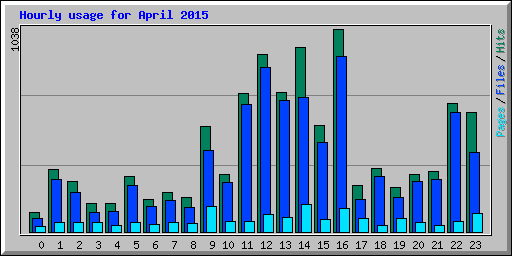 Hourly usage for April 2015
1038
Pages / Files / Hits
0 1 2 3 4 5 6 7 8 9 10 11 12 13 14 15 16 17 18 19 20 21 22 23